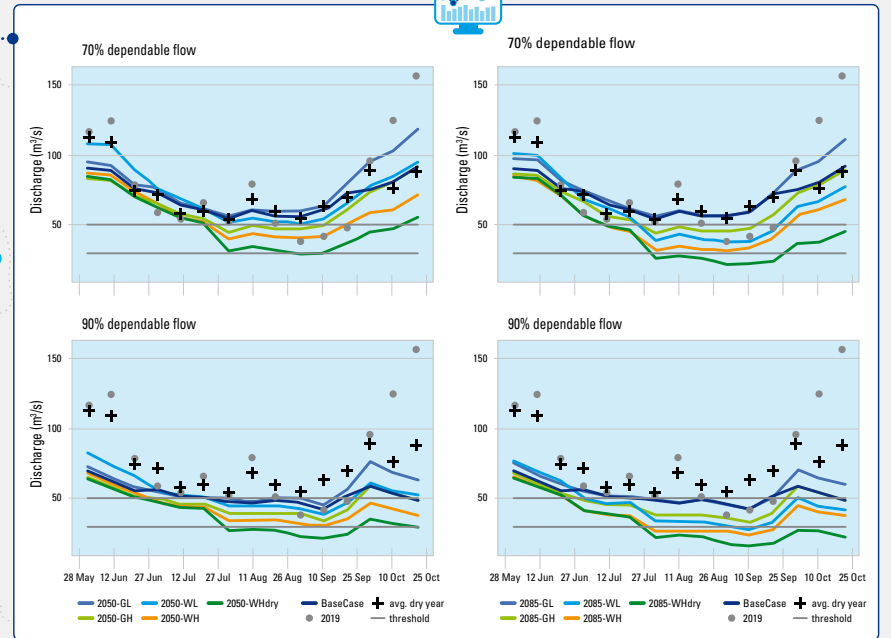 70% dependable flow
70% dependable flow
Discharge (m³/s)
150
100
50
150
100
50
90% dependable flow
90% dependable flow
Discharge (m³/s)
150
100
50
150
100
50
28 May 12 Jun 27 Jun 12 Jul 27 Jul 11 Aug 26 Aug 10 Sep 25 Sep 10 Oct 25 Oct
28 May 12 Jun 27 Jun 12 Jul 27 Jul 11 Aug 26 Aug 10 Sep 25 Sep 10 Oct 25 Oct
2050-GL 2050-WL 2050-WHdry BaseCase avg. dry year
2050-GH 2050-WH 2019 threshold
2085-GL 2085-WL 2085-WHdry BaseCase avg. dry year
2085-GH 2085-WH 2019 threshold